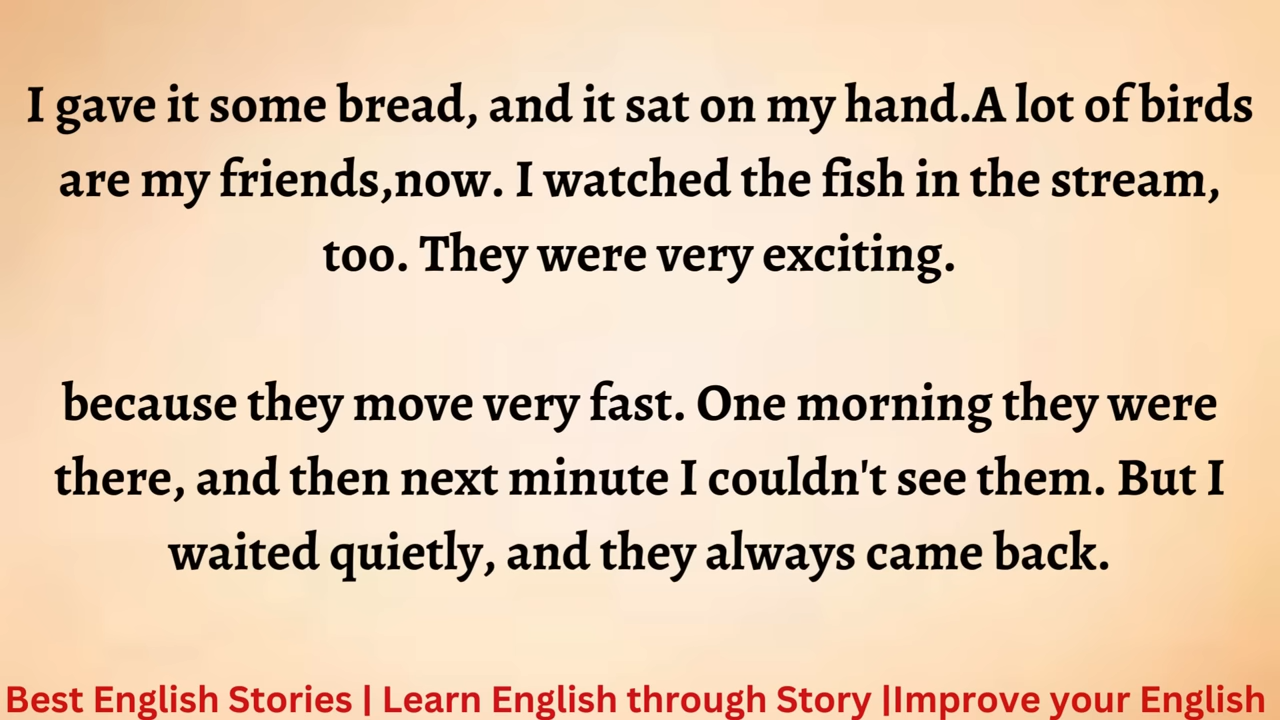 I gave it some bread, and it sat on my hand.A lot of birds
are my friends,now. I watched the fish in the stream,
too. They were very exciting.
because they move very fast. One morning they were
there, and then next minute I couldn't see them. But I
waited quietly, and they always came back.
Best English Stories | Learn English through Story |Improve your English